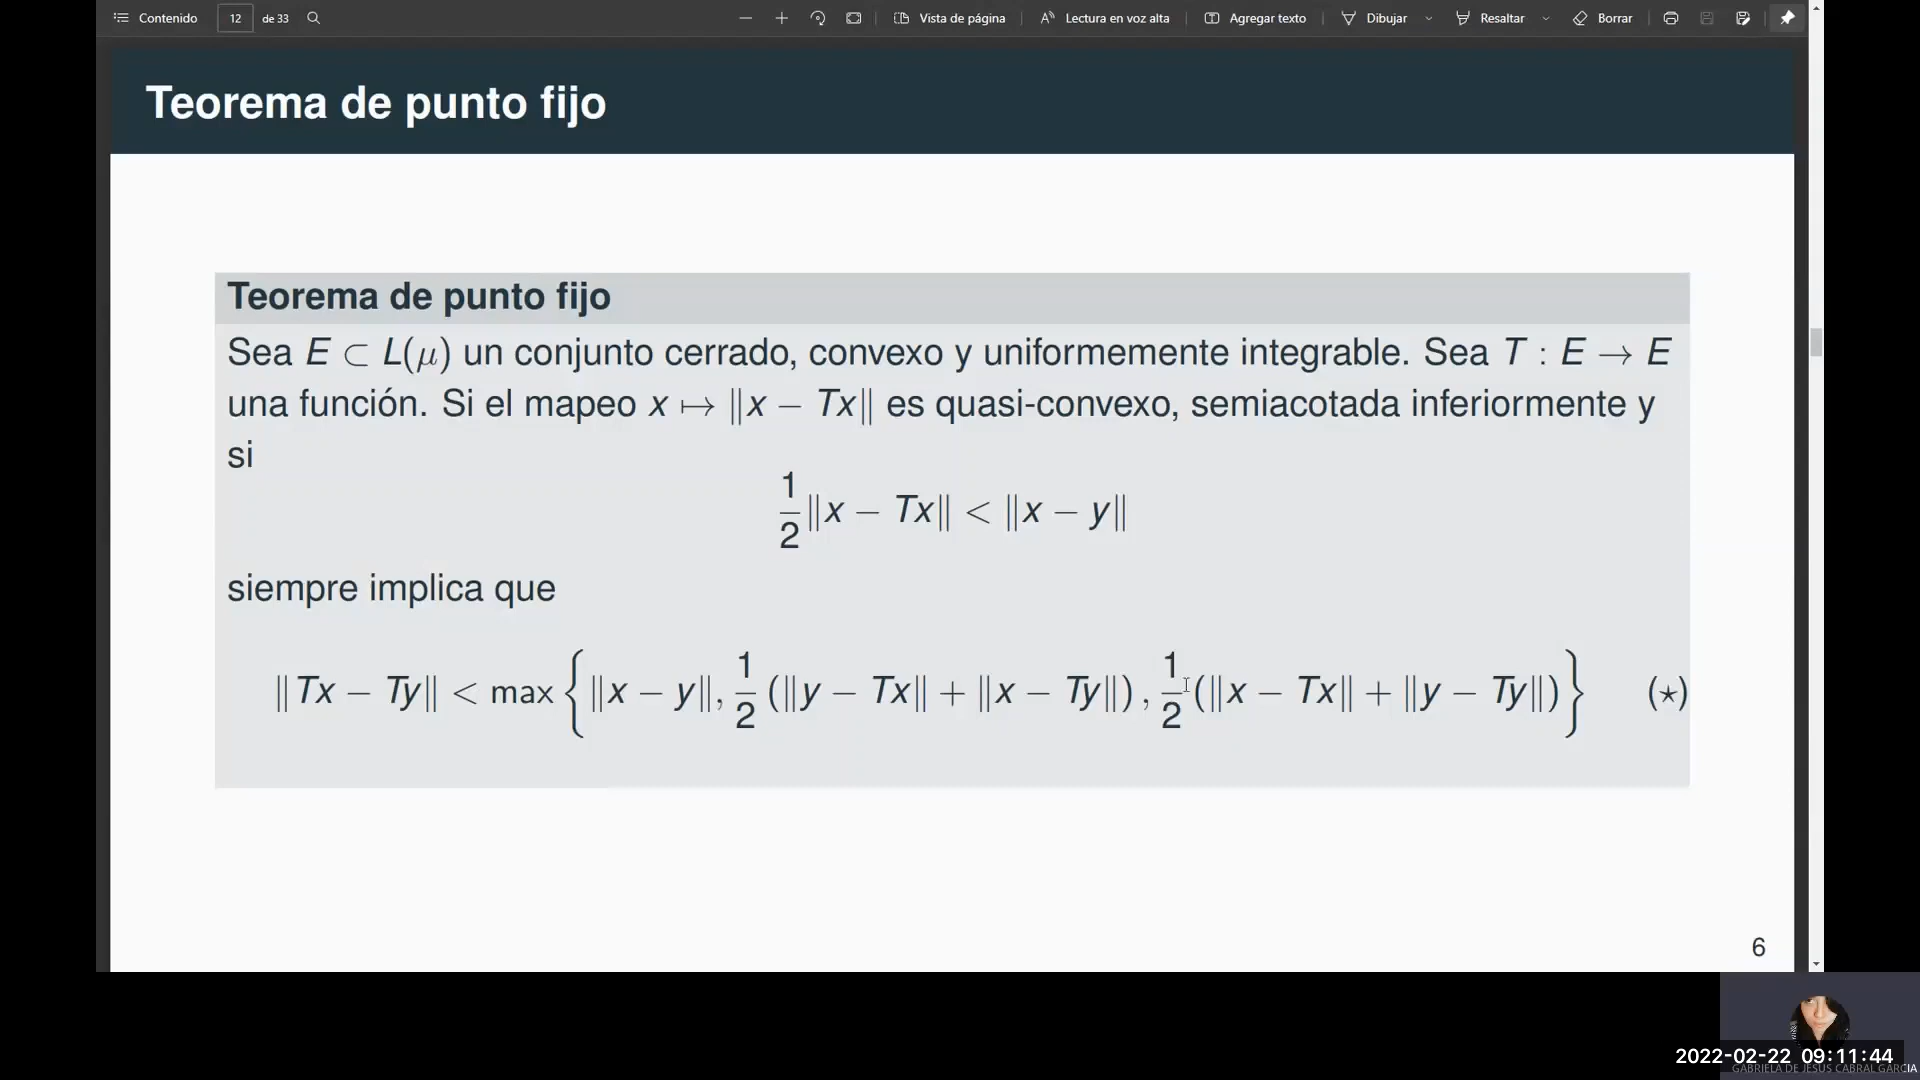 Contenido 12 de 33 Vista de página Lectura en voz alta Agregar texto Dibujar Resaltar Borrar
Teorema de punto fijo
Teorema de punto fijo
Sea E ⊂ L(μ) un conjunto cerrado, convexo y uniformemente integrable. Sea T : E → E
una función. Si el mapeo x ↦ ‖x − Tx‖ es quasi-convexo, semiacotada inferiormente y
si
1/2 ‖x − Tx‖ < ‖x − y‖
siempre implica que
‖Tx − Ty‖ < max { ‖x − y‖, 1/2 (‖y − Tx‖ + ‖x − Ty‖) , 1/2 (‖x − Tx‖ + ‖y − Ty‖) } (⋆)
6
2022-02-22 09:11:44
GABRIELA DE JESUS CABRAL GARCIA